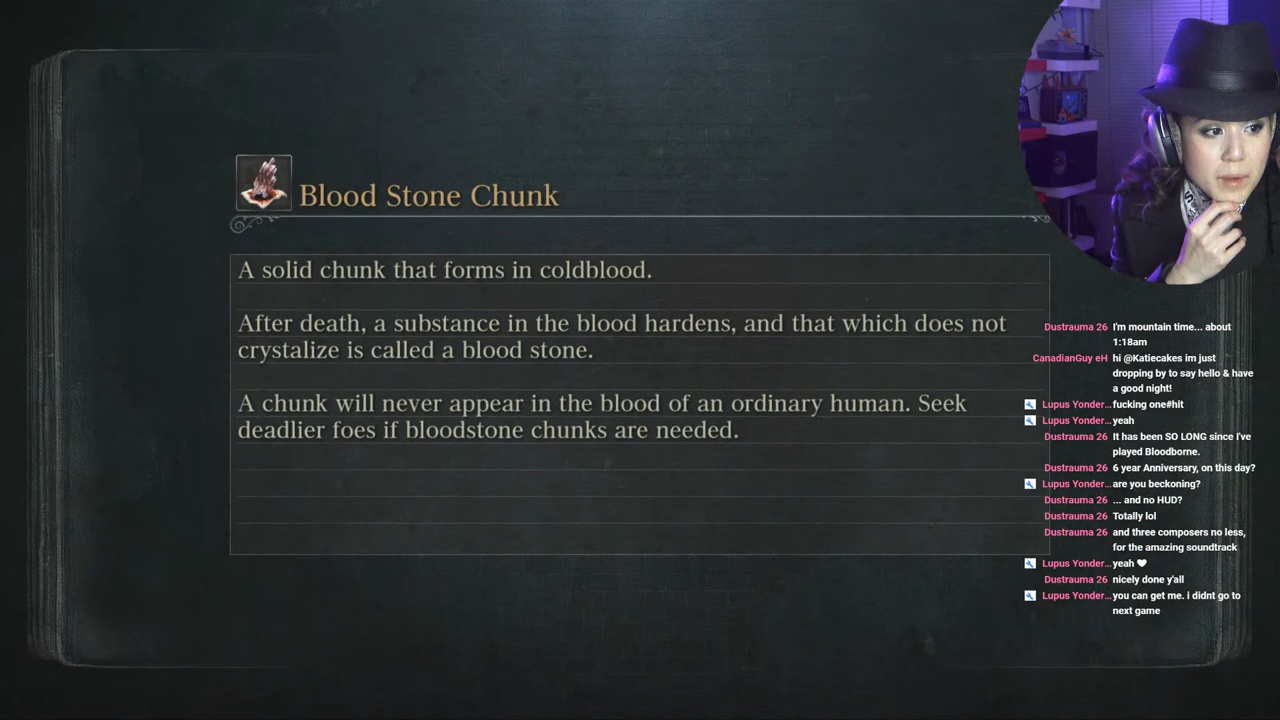 Blood Stone Chunk
A solid chunk that forms in coldblood.
After death, a substance in the blood hardens, and that which does not
crystalize is called a blood stone.
A chunk will never appear in the blood of an ordinary human. Seek
deadlier foes if bloodstone chunks are needed.
Dustrauma 26 I'm mountain time... about
1:18am
CanadianGuy eH hi @Katiecakes im just
dropping by to say hello & have
a good night!
Lupus Yonder... fucking one#hit
Lupus Yonder... yeah
Dustrauma 26 It has been SO LONG since I've
played Bloodborne.
Dustrauma 26 6 year Anniversary, on this day?
Lupus Yonder... are you beckoning?
Dustrauma 26 ... and no HUD?
Dustrauma 26 Totally lol
Dustrauma 26 and three composers no less,
for the amazing soundtrack
Lupus Yonder... yeah ♥
Dustrauma 26 nicely done y'all
Lupus Yonder... you can get me. i didnt go to
next game